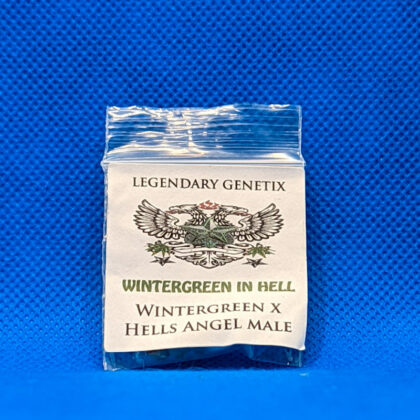 LEGENDARY GENETIX
WINTERGREEN IN HELL
WINTERGREEN X
HELLS ANGEL MALE